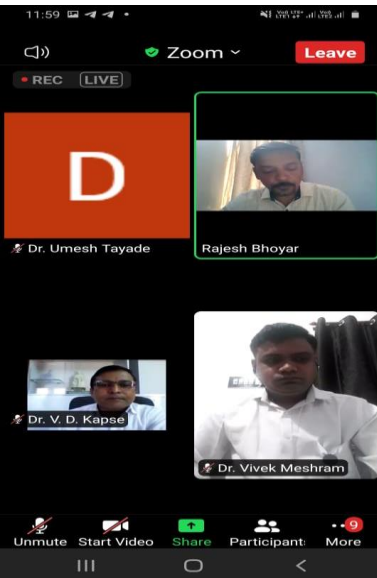 11:59
Zoom
Leave
REC LIVE
D
Dr. Umesh Tayade
Rajesh Bhoyar
Dr. V. D. Kapse
Dr. Vivek Meshram
9
Unmute Start Video Share Participant: More